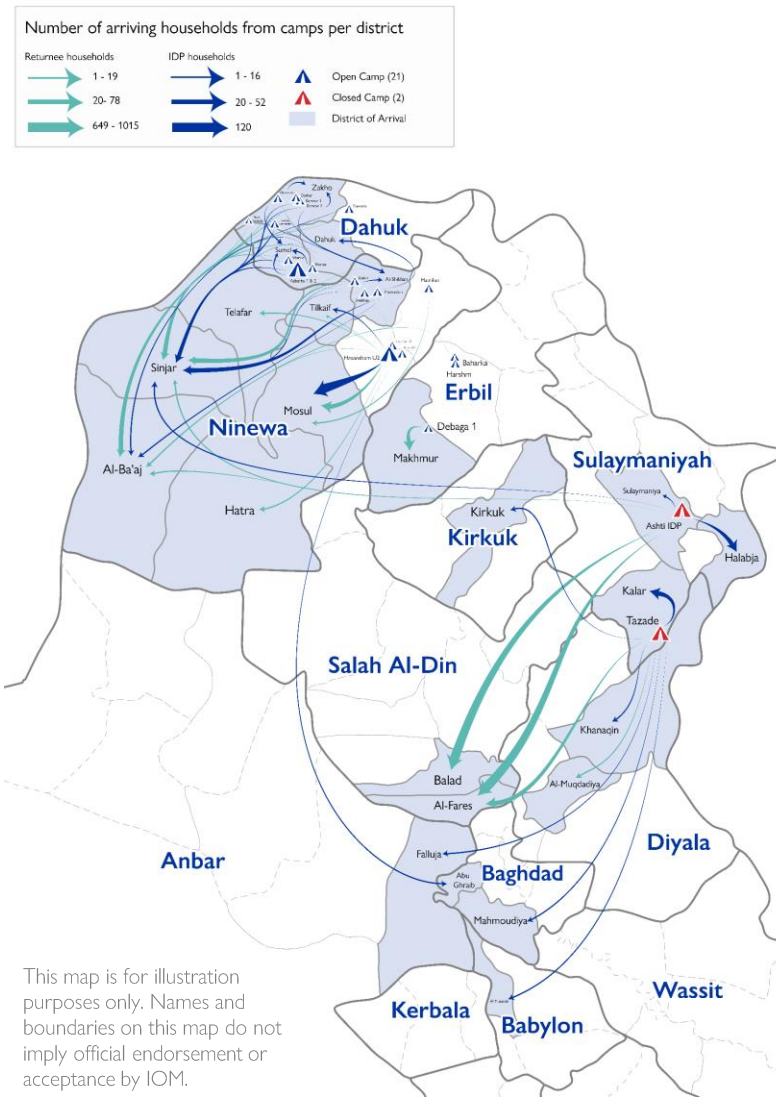 Number of arriving households from camps per district
Returnee households
IDP households
1 - 19
1 - 16
Open Camp (21)
20- 78
20 - 52
Closed Camp (2)
649 - 1015
120
District of Arrival
Zakho
Dahuk
Dahuk
Sumel
Telafar
Tilkaif
Sinjar
Baharka
Harshm
Erbil
Mosul
Ninewa
Debaga 1
Makhmur
Al-Ba'aj
Sulaymaniyah
Sulaymaniya
Hatra
Kirkuk
Kirkuk
Ashti IDP
Halabja
Kalar
Tazade
Salah Al-Din
Khanaqin
Balad
Al-Muqdadiya
Al-Fares
Diyala
Anbar
Falluja
Abu
Ghraib
Baghdad
Mahmoudiya
This map is for illustration
purposes only. Names and
boundaries on this map do not
imply official endorsement or
acceptance by IOM.
Kerbala
Babylon
Wassit